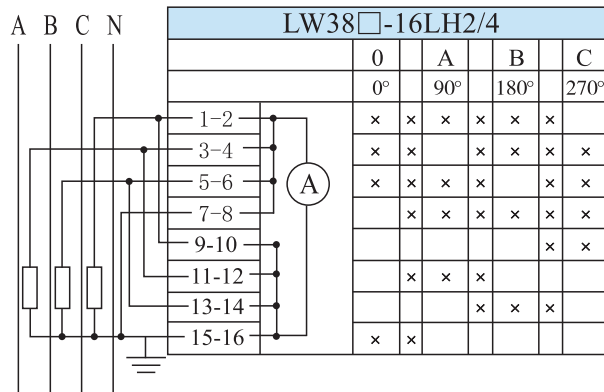 A B C N
LW38□-16LH2/4
0 A B C
0° 90° 180° 270°
1-2 × × × × × ×
3-4 × × × × × ×
5-6 A × × × × × ×
7-8 × × × × × ×
9-10 × ×
11-12 × × ×
13-14 × × ×
15-16 × ×